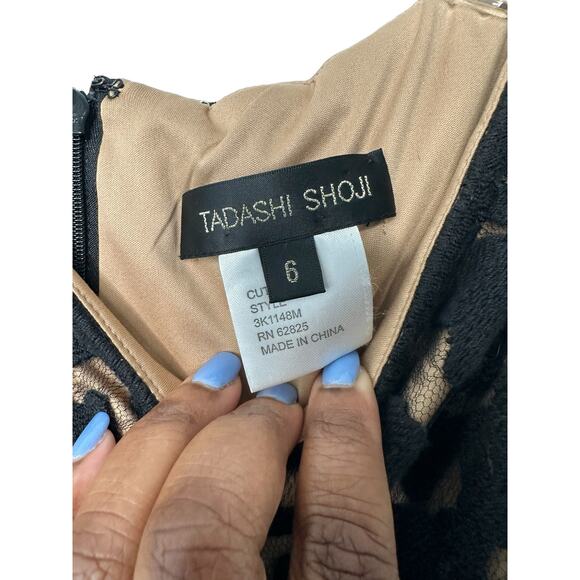 TADASHI SHOJI
6
CUT
STYLE
3K1148M
RN 62825
MADE IN CHINA